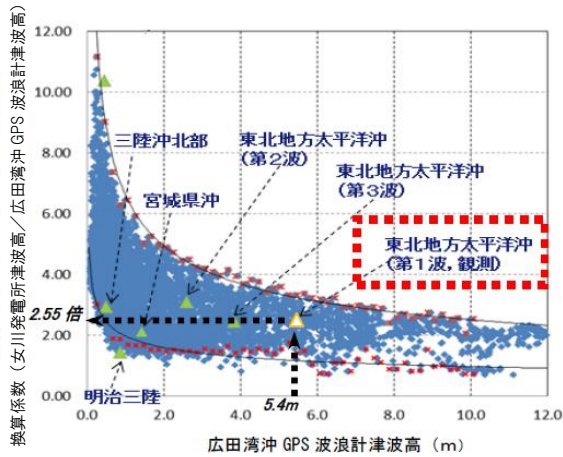 換算係数（女川発電所津波高／広田湾沖GPS波浪計津波高）
12.00
10.00
8.00
6.00
4.00
2.00
0.00
三陸沖北部
宮城県沖
東北地方太平洋沖
(第2波)
東北地方太平洋沖
(第3波)
東北地方太平洋沖
(第1波, 観測)
2.55 倍
明治三陸
5.4m
0.0
2.0
4.0
6.0
8.0
10.0
12.0
広田湾沖 GPS 波浪計津波高（m）